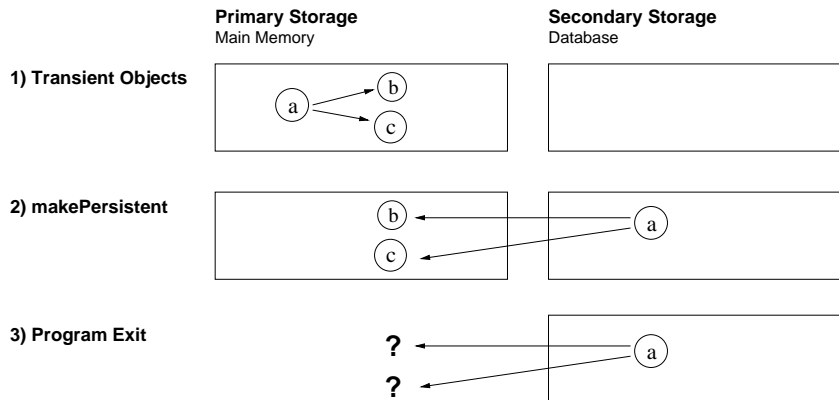 Primary Storage
Main Memory
Secondary Storage
Database
1) Transient Objects
a
b
c
2) makePersistent
b
c
a
3) Program Exit
?
?
a